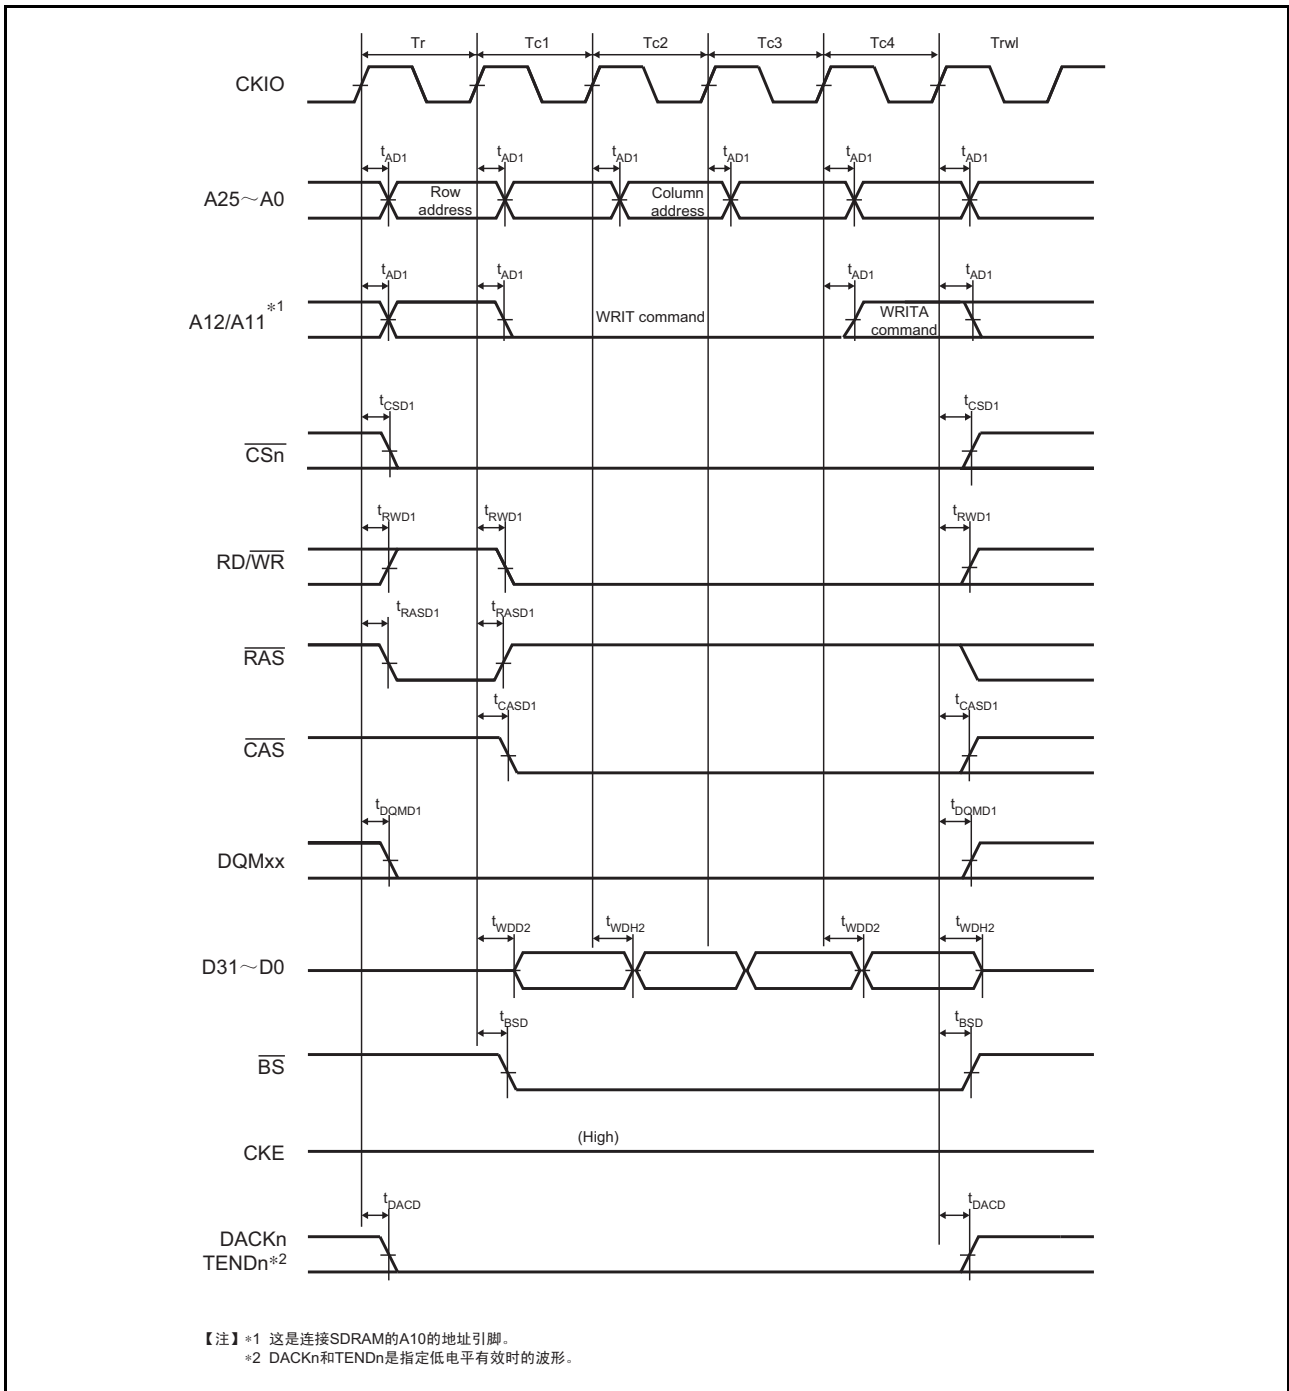 Tr Tc1 Tc2 Tc3 Tc4 Trwl
CKIO
tAD1 tAD1 tAD1 tAD1 tAD1 tAD1
A25～A0
Row address
Column address
tAD1 tAD1 tAD1 tAD1
A12/A11*1
WRIT command
WRITA command
tCSD1 tCSD1
CSn
tRWD1 tRWD1 tRWD1
RD/WR
tRASD1 tRASD1
RAS
tCASD1 tCASD1
CAS
tDQMD1 tDQMD1
DQMxx
tWDD2 tWDH2 tWDD2 tWDH2
D31～D0
tBSD tBSD
BS
(High)
CKE
tDACD tDACD
DACKn
TENDn*2
【注】*1 这是连接SDRAM的A10的地址引脚。
*2 DACKn和TENDn是指定低电平有效时的波形。